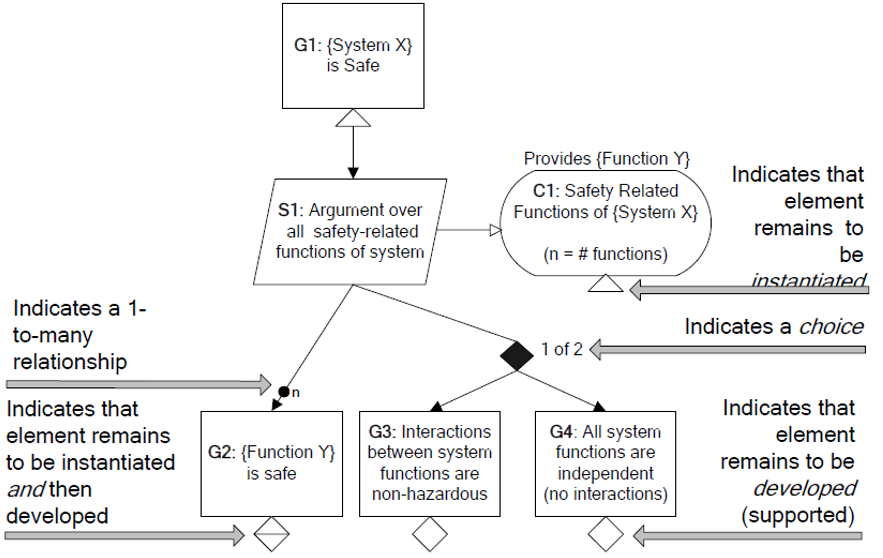 G1: {System X}
is Safe
Provides {Function Y}
S1: Argument over
all safety-related
functions of system
C1: Safety Related
Functions of {System X}
(n = # functions)
Indicates that
element
remains to
be
instantiated
Indicates a 1-
to-many
relationship
Indicates a choice
1 of 2
n
Indicates that
element remains
to be instantiated
and then
developed
G2: {Function Y}
is safe
G3: Interactions
between system
functions are
non-hazardous
G4: All system
functions are
independent
(no interactions)
Indicates that
element
remains to be
developed
(supported)